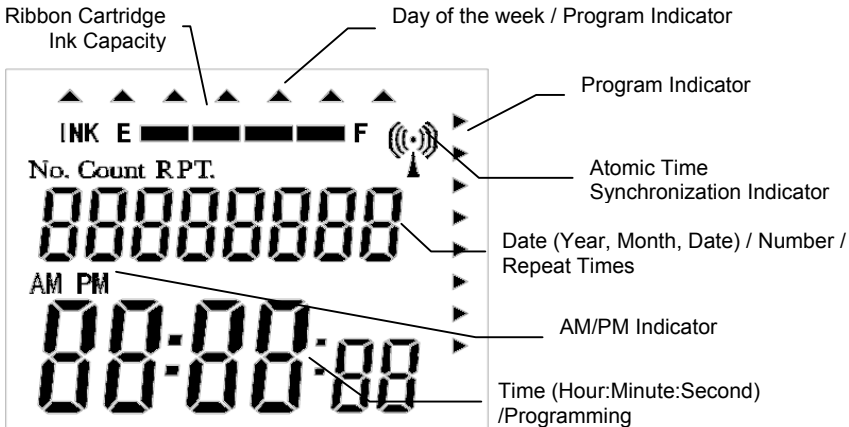 Ribbon Cartridge
Ink Capacity
Day of the week / Program Indicator
Program Indicator
INK E F
No. Count RPT.
Atomic Time
Synchronization Indicator
88888888
Date (Year, Month, Date) / Number /
Repeat Times
AM PM
AM/PM Indicator
88:88:88
Time (Hour:Minute:Second)
/Programming